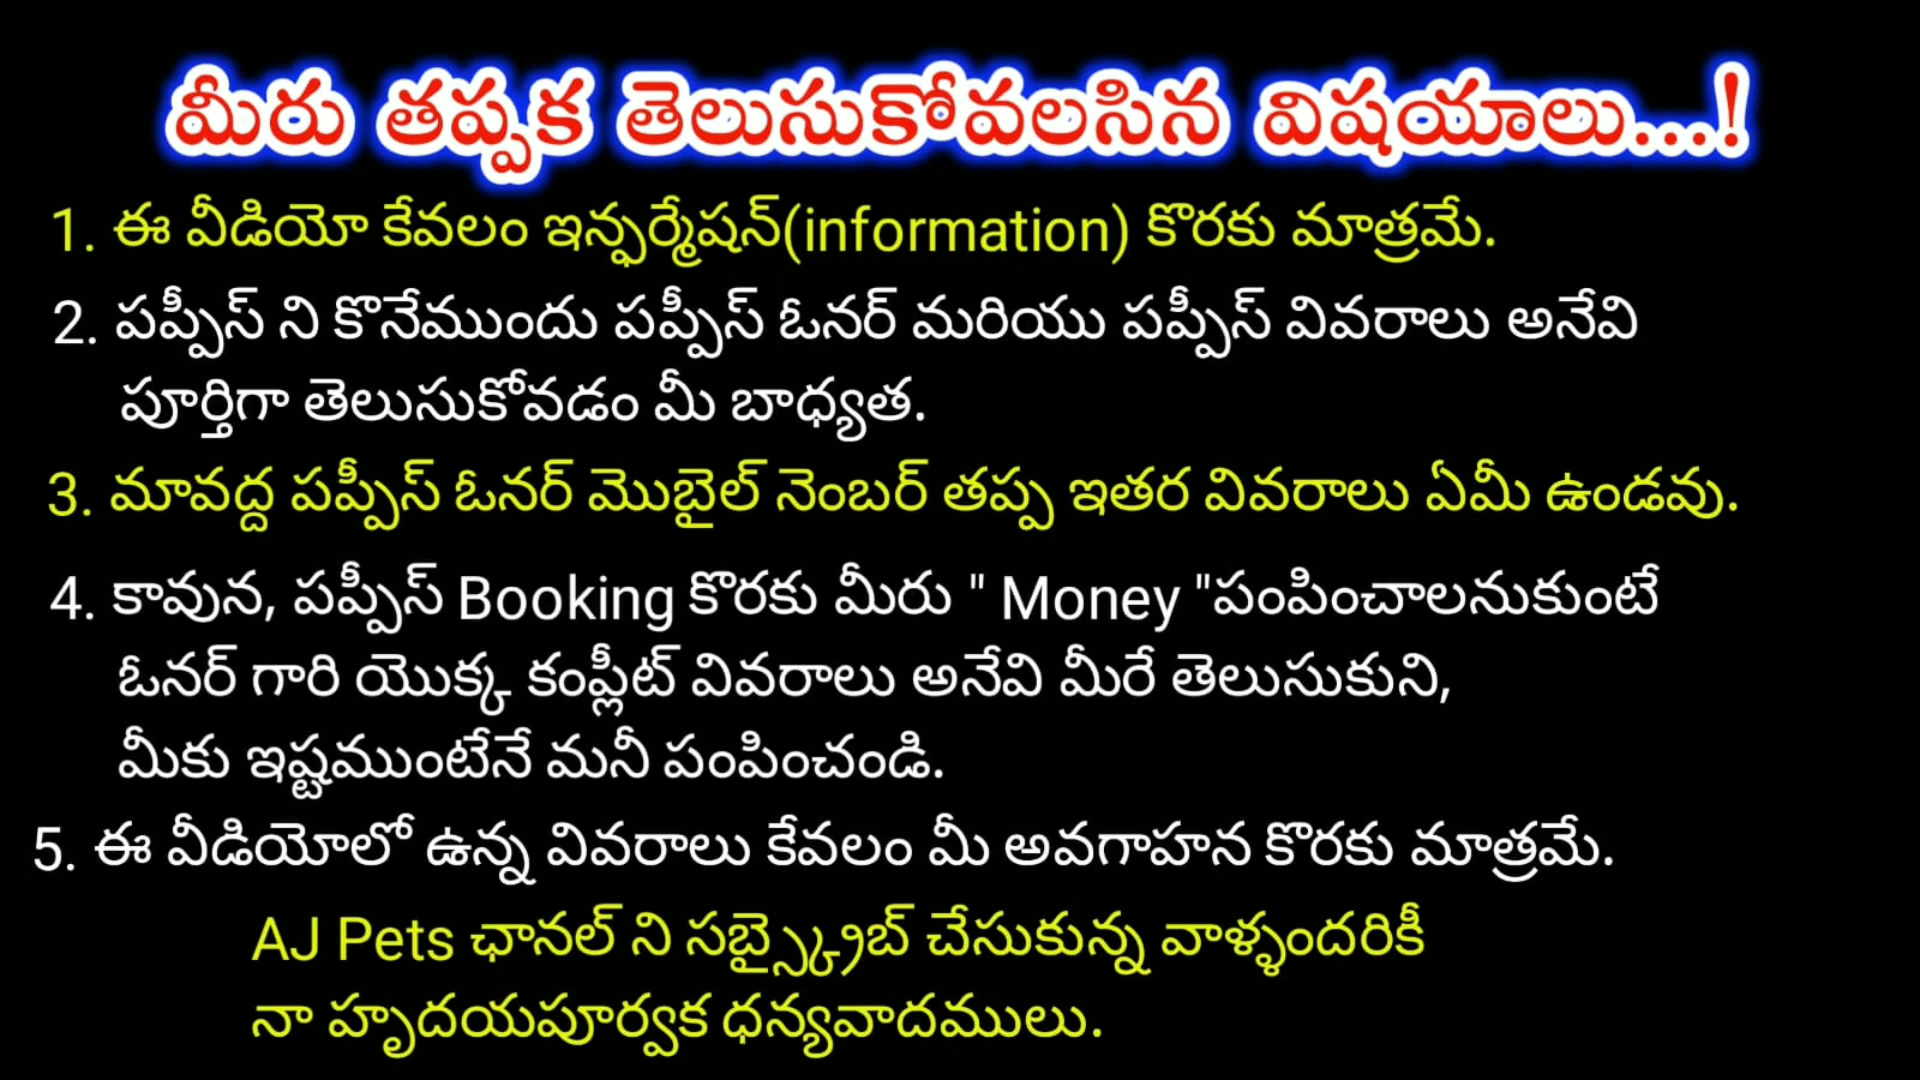 మీరు తప్పక తెలుసుకోవలసిన విషయాలు....!
1. ఈ వీడియో కేవలం ఇన్ఫర్మేషన్(information) కొరకు మాత్రమే.
2. పప్పీస్ ని కొనేముందు పప్పీస్ ఓనర్ మరియు పప్పీస్ వివరాలు అనేవి
పూర్తిగా తెలుసుకోవడం మీ బాధ్యత.
3. మావద్ద పప్పీస్ ఓనర్ మొబైల్ నెంబర్ తప్ప ఇతర వివరాలు ఏమీ ఉండవు.
4. కావున, పప్పీస్ Booking కొరకు మీరు " Money "పంపించాలనుకుంటే
ఓనర్ గారి యొక్క కంప్లీట్ వివరాలు అనేవి మీరే తెలుసుకుని,
మీకు ఇష్టముంటేనే మనీ పంపించండి.
5. ఈ వీడియోలో ఉన్న వివరాలు కేవలం మీ అవగాహన కొరకు మాత్రమే.
AJ Pets ఛానల్ ని సబ్స్క్రైబ్ చేసుకున్న వాళ్ళందరికీ
నా హృదయపూర్వక ధన్యవాదములు.